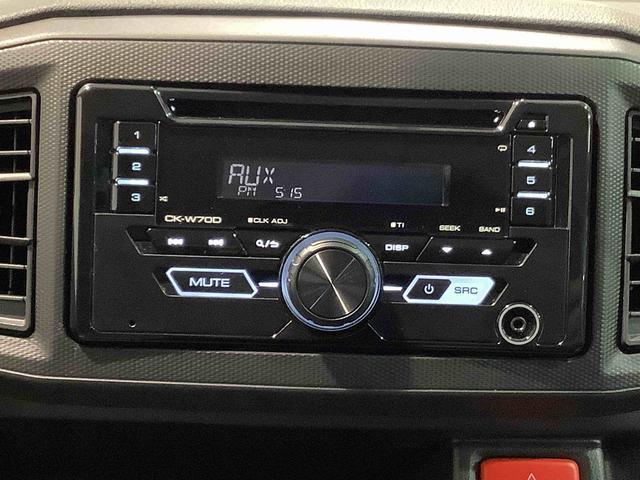 1
2
3
4
5
6
AUX
PM 5:15
CK-W70D
CLK ADJ
TI
SEEK
BAND
DISP
MUTE
SRC